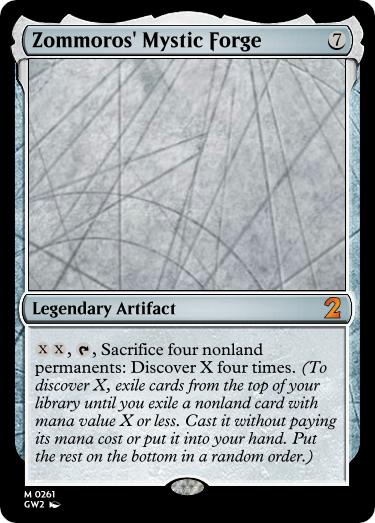 Zommoros' Mystic Forge 7
Legendary Artifact 2
X X, , Sacrifice four nonland
permanents: Discover X four times. (To
discover X, exile cards from the top of your
library until you exile a nonland card with
mana value X or less. Cast it without paying
its mana cost or put it into your hand. Put
the rest on the bottom in a random order.)
M 0261
GW2